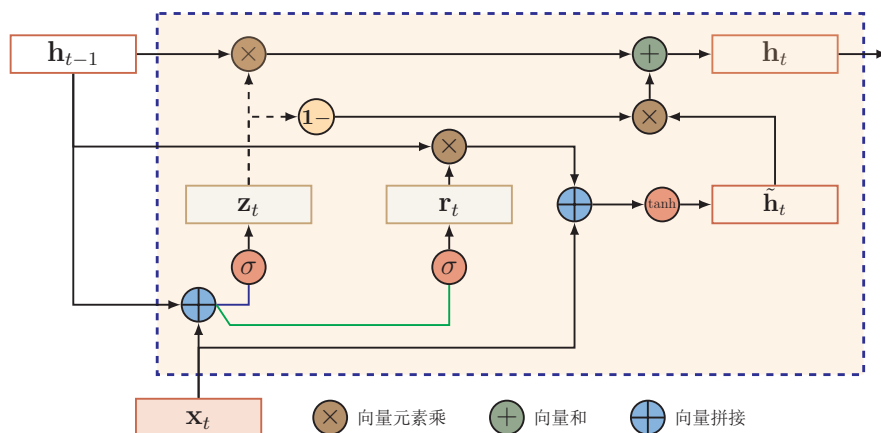 h_{t−1} × + h_t
1− ×
×
z_t r_t tanh h̃_t
σ σ
x_t × 向量元素乘 + 向量和 向量拼接